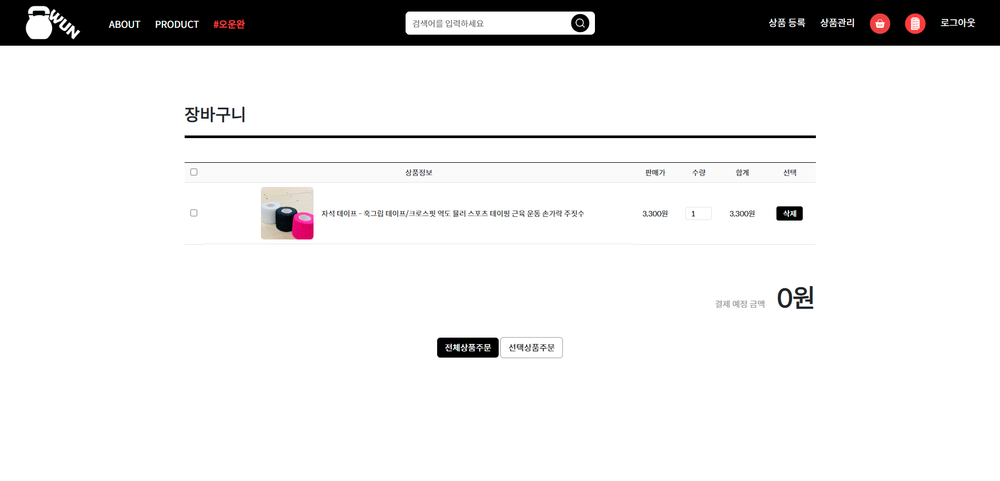 WUN
ABOUT PRODUCT #오운완
검색어를 입력하세요
상품 등록 상품관리 로그아웃
장바구니
상품정보 판매가 수량 합계 선택
자석 테이프 - 훅그립 테이프/크로스핏 역도 뮬러 스포츠 테이핑 근육 운동 손가락 주짓수 3,300원 1 3,300원 삭제
결제 예정 금액 0원
전체상품주문 선택상품주문